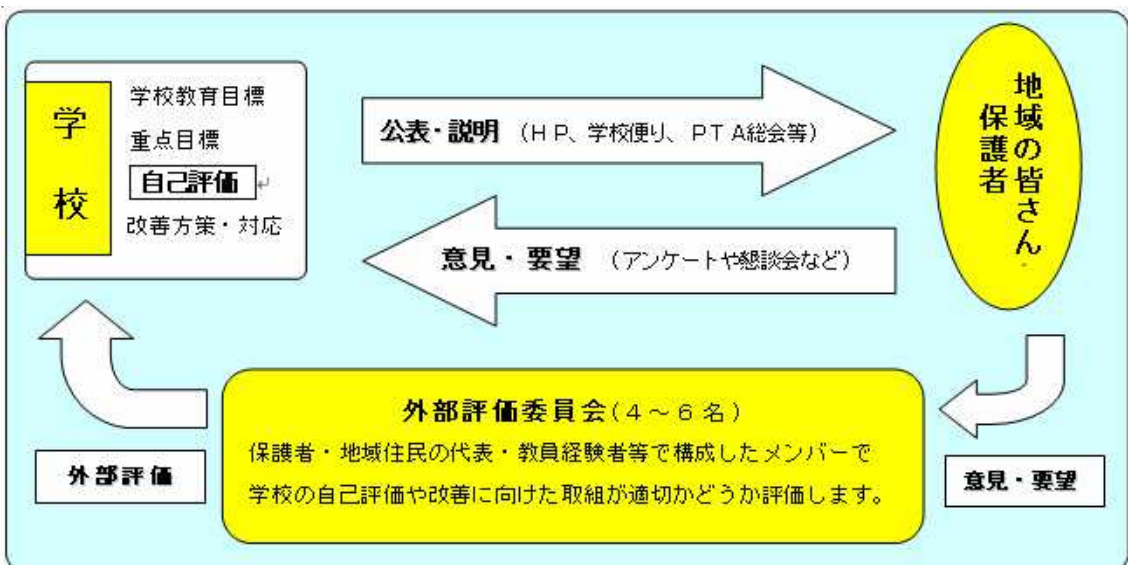 学校
学校教育目標
重点目標
自己評価↵
改善方策・対応
公表・説明 (HP、学校便り、PTA総会等)
地域の皆さん
保護者
意見・要望 (アンケートや懇談会など)
外部評価委員会(4~6名)
保護者・地域住民の代表・教員経験者等で構成したメンバーで
学校の自己評価や改善に向けた取組が適切かどうか評価します。
外部評価
意見・要望